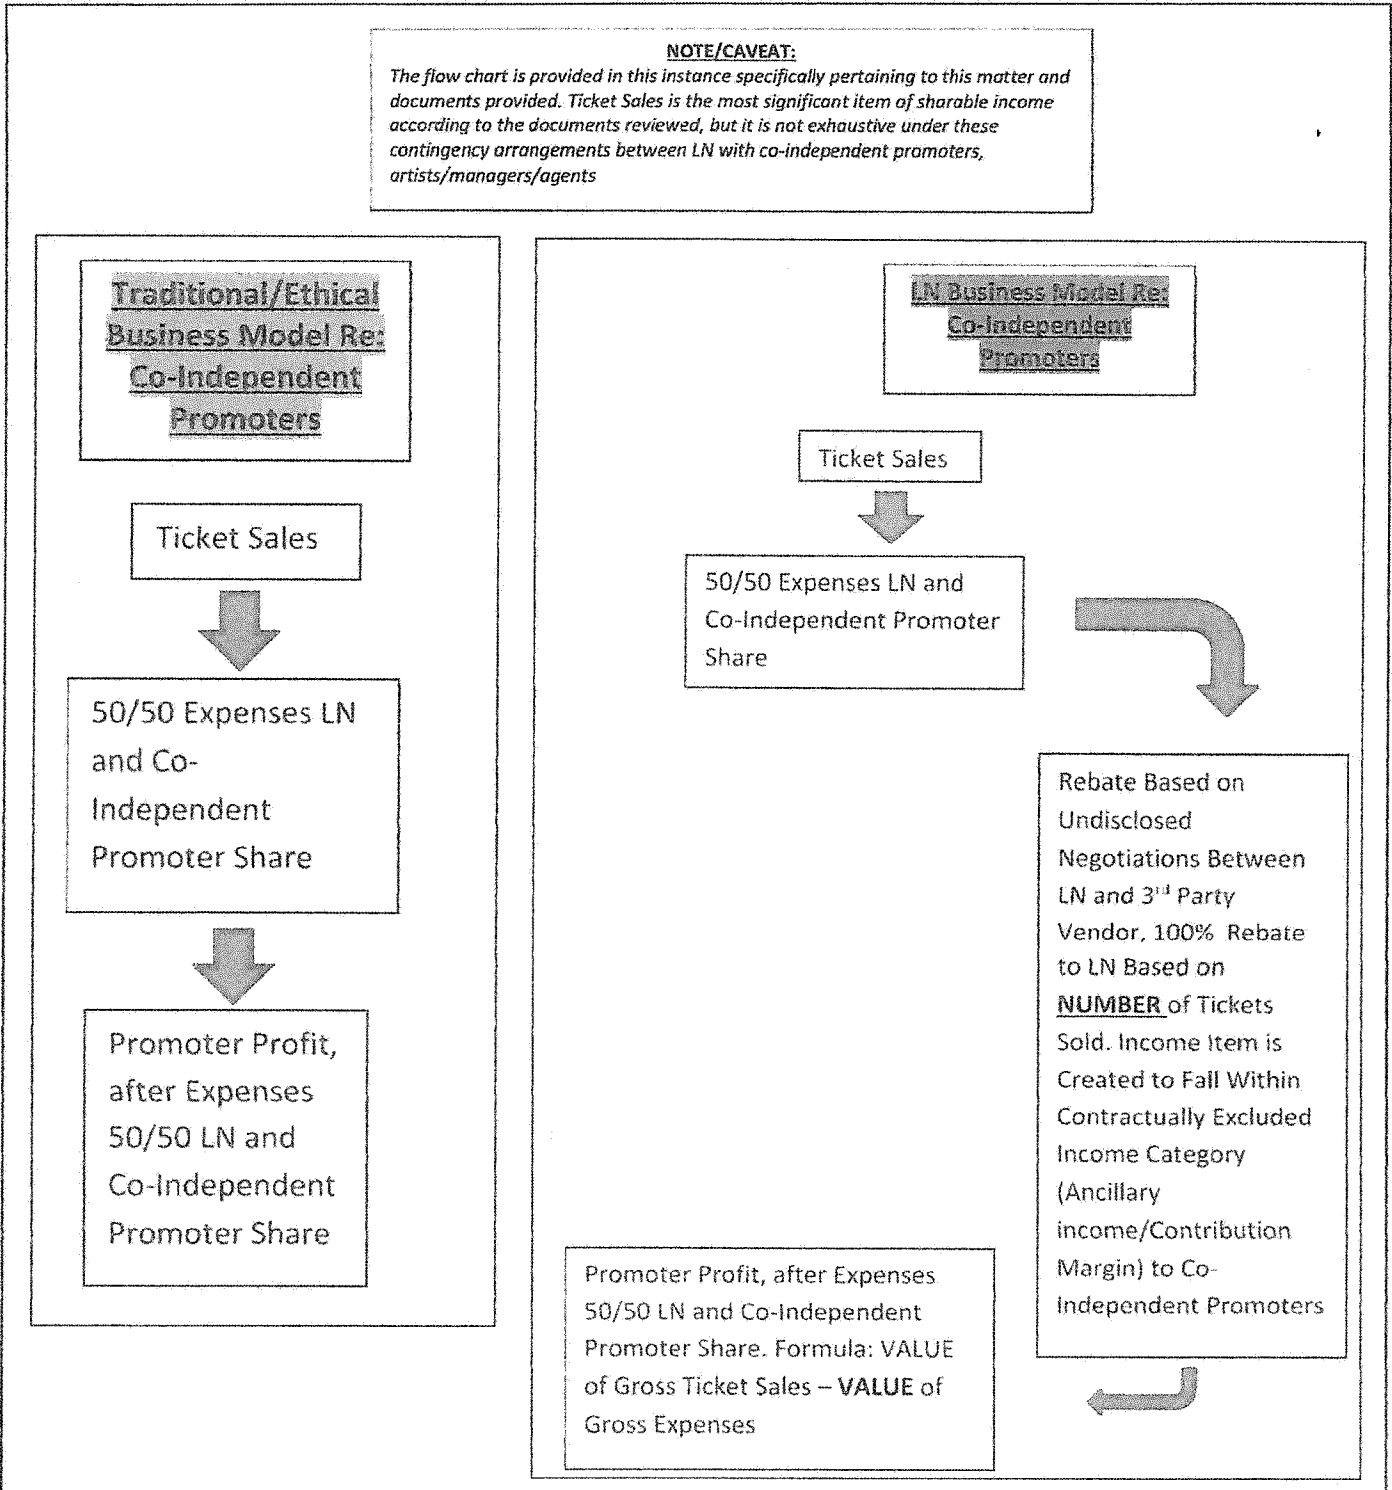 NOTE/CAVEAT:
The flow chart is provided in this instance specifically pertaining to this matter and
documents provided. Ticket Sales is the most significant item of sharable income
according to the documents reviewed, but it is not exhaustive under these
contingency arrangements between LN with co-independent promoters,
artists/managers/agents
Traditional/Ethical
Business Model Re:
Co-Independent
Promoters
Ticket Sales
50/50 Expenses LN
and Co-
Independent
Promoter Share
Promoter Profit,
after Expenses
50/50 LN and
Co-Independent
Promoter Share
LN Business Model Re:
Co-Independent
Promoters
Ticket Sales
50/50 Expenses LN and
Co-Independent Promoter
Share
Rebate Based on
Undisclosed
Negotiations Between
LN and 3rd Party
Vendor, 100% Rebate
to LN Based on
NUMBER of Tickets
Sold. Income Item is
Created to Fall Within
Contractually Excluded
Income Category
(Ancillary
income/Contribution
Margin) to Co-
Independent Promoters
Promoter Profit, after Expenses
50/50 LN and Co-Independent
Promoter Share. Formula: VALUE
of Gross Ticket Sales – VALUE of
Gross Expenses